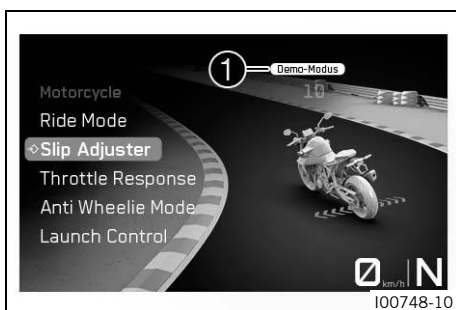 1
Demo-Modus
Motorcycle
10
Ride Mode
Slip Adjuster
Throttle Response
Anti Wheelie Mode
Launch Control
0 km/h N
I00748-10